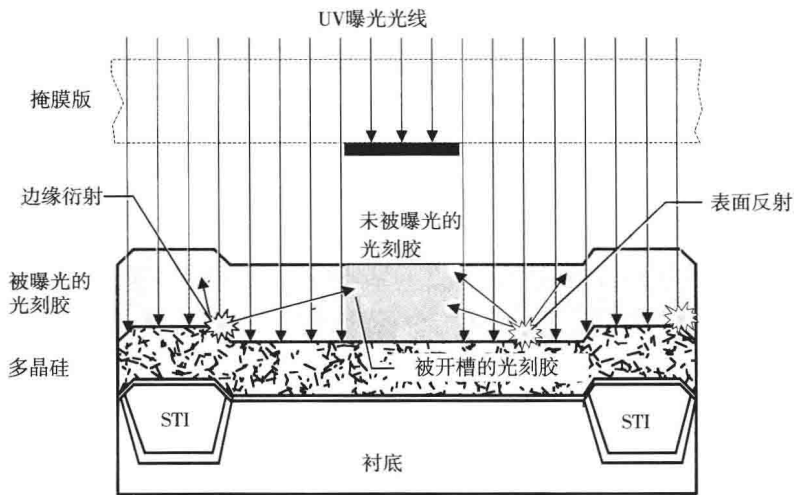 UV曝光光线
掩膜版
边缘衍射
表面反射
未被曝光的
光刻胶
被曝光的
光刻胶
多晶硅
被开槽的光刻胶
STI
STI
衬底